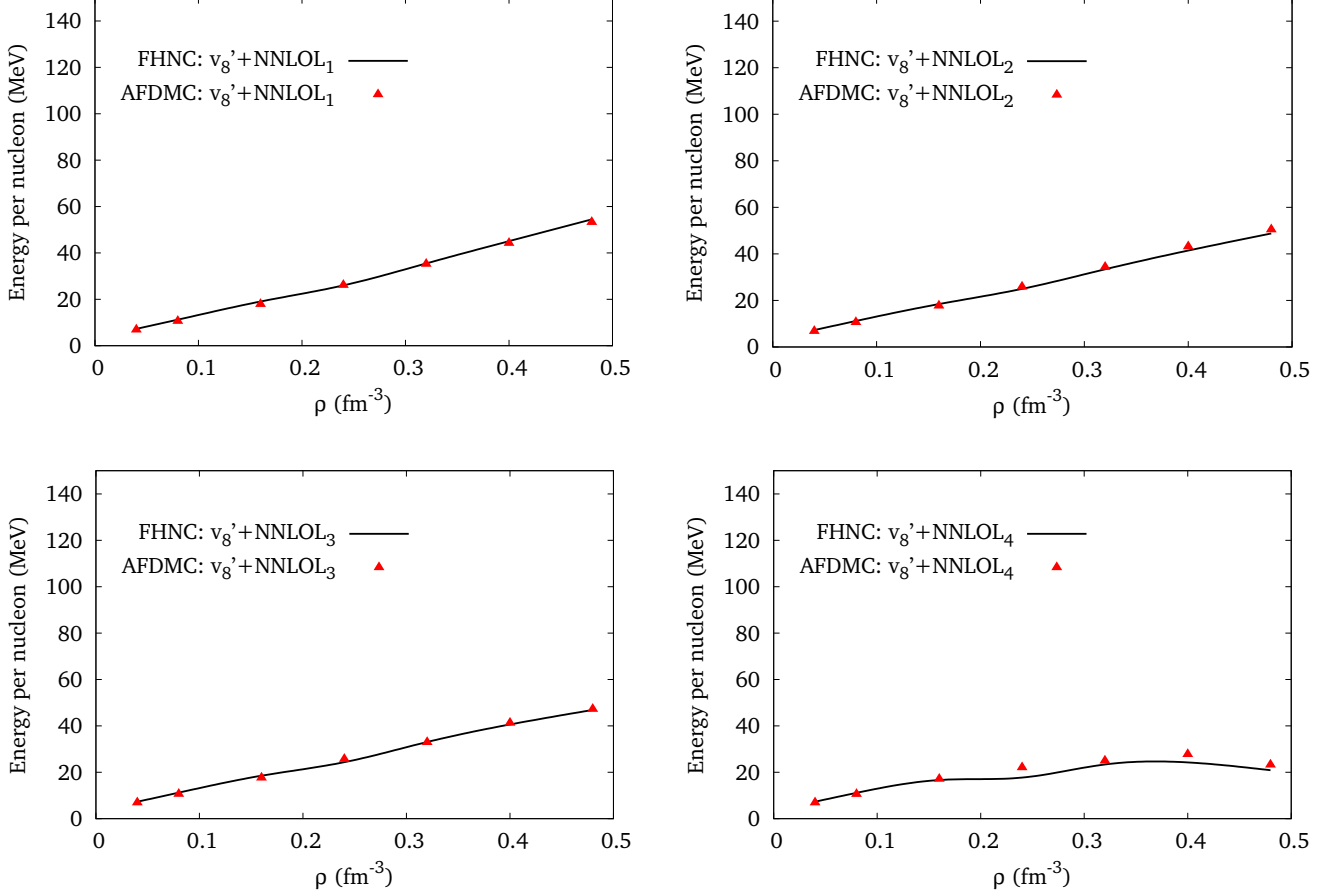 Energy per nucleon (MeV)
140
120
100
80
60
40
20
0
FHNC: v8'+NNLOL1
AFDMC: v8'+NNLOL1
0 0.1 0.2 0.3 0.4 0.5
ρ (fm-3)
Energy per nucleon (MeV)
140
120
100
80
60
40
20
0
FHNC: v8'+NNLOL2
AFDMC: v8'+NNLOL2
0 0.1 0.2 0.3 0.4 0.5
ρ (fm-3)
Energy per nucleon (MeV)
140
120
100
80
60
40
20
0
FHNC: v8'+NNLOL3
AFDMC: v8'+NNLOL3
0 0.1 0.2 0.3 0.4 0.5
ρ (fm-3)
Energy per nucleon (MeV)
140
120
100
80
60
40
20
0
FHNC: v8'+NNLOL4
AFDMC: v8'+NNLOL4
0 0.1 0.2 0.3 0.4 0.5
ρ (fm-3)